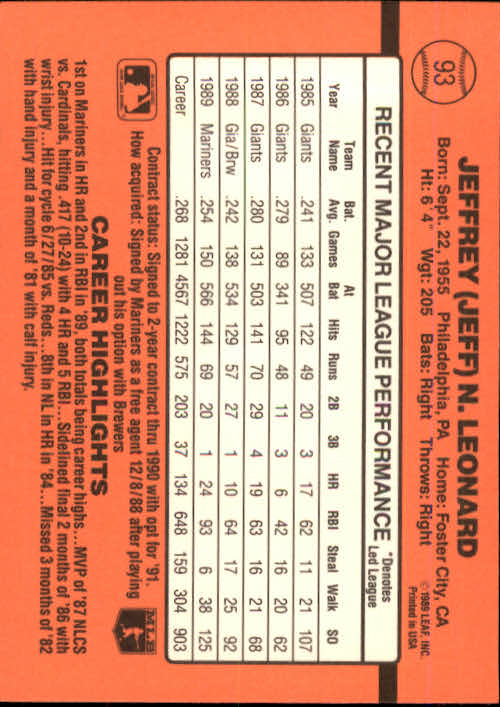 93
JEFFREY (JEFF) N. LEONARD
Born: Sept. 22, 1955 Philadelphia, PA Home: Foster City, CA
Ht: 6' 4" Wgt: 205 Bats: Right Throws: Right
© 1989 LEAF, INC.
Printed in USA
RECENT MAJOR LEAGUE PERFORMANCE
*Denotes
Led League
Year Team Name Bat. Avg. Games At Bat Hits Runs 2B 3B HR RBI Steal Walk SO
1985 Giants .241 133 507 122 49 20 3 17 62 11 21 107
1986 Giants .279 89 341 95 48 11 3 6 42 16 20 62
1987 Giants .280 131 503 141 70 29 4 19 63 16 21 68
1988 Gia/Brw .242 138 534 129 57 27 1 10 64 17 25 92
1989 Mariners .254 150 566 144 69 20 1 24 93 6 38 125
Career .268 1281 4567 1222 575 203 37 134 648 159 304 903
Contract status: Signed to 2-year contract thru 1990 with opt for '91.
How acquired: Signed by Mariners as a free agent 12/8/88 after playing
out his option with Brewers
MLB
CAREER HIGHLIGHTS
1st on Mariners in HR and 2nd in RBI in '89, both totals being career highs...MVP of '87 NLCS
vs. Cardinals, hitting .417 (10-24) with 4 HR and 5 RBI...Sidelined final 2 months of '86 with
wrist injury...Hit for cycle 6/27/85 vs. Reds...8th in NL in HR in '84...Missed 3 months of '82
with hand injury and a month of '81 with calf injury.